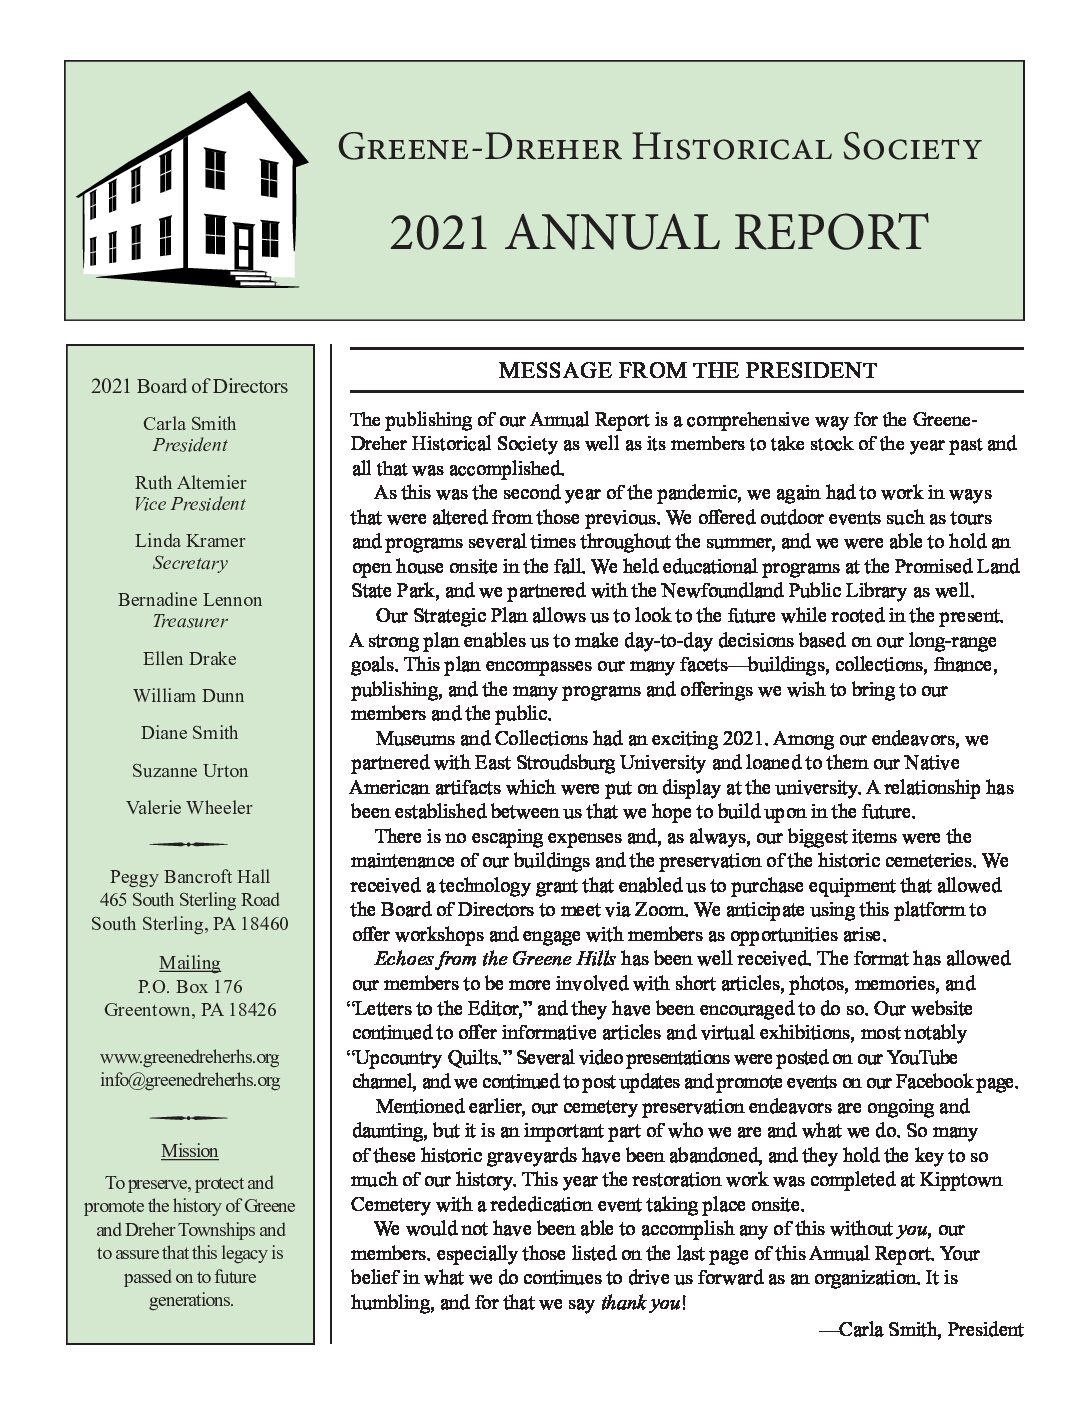 GREENE-DREHER HISTORICAL SOCIETY
2021 ANNUAL REPORT
2021 Board of Directors
Carla Smith
President
Ruth Altemier
Vice President
Linda Kramer
Secretary
Bernadine Lennon
Treasurer
Ellen Drake
William Dunn
Diane Smith
Suzanne Urton
Valerie Wheeler
Peggy Bancroft Hall
465 South Sterling Road
South Sterling, PA 18460
Mailing
P.O. Box 176
Greentown, PA 18426
www.greenedreherhs.org
info@greenedreherhs.org
Mission
To preserve, protect and
promote the history of Greene
and Dreher Townships and
to assure that this legacy is
passed on to future
generations.
MESSAGE FROM THE PRESIDENT
The publishing of our Annual Report is a comprehensive way for the Greene-
Dreher Historical Society as well as its members to take stock of the year past and
all that was accomplished.
As this was the second year of the pandemic, we again had to work in ways
that were altered from those previous. We offered outdoor events such as tours
and programs several times throughout the summer, and we were able to hold an
open house onsite in the fall. We held educational programs at the Promised Land
State Park, and we partnered with the Newfoundland Public Library as well.
Our Strategic Plan allows us to look to the future while rooted in the present.
A strong plan enables us to make day-to-day decisions based on our long-range
goals. This plan encompasses our many facets—buildings, collections, finance,
publishing, and the many programs and offerings we wish to bring to our
members and the public.
Museums and Collections had an exciting 2021. Among our endeavors, we
partnered with East Stroudsburg University and loaned to them our Native
American artifacts which were put on display at the university. A relationship has
been established between us that we hope to build upon in the future.
There is no escaping expenses and, as always, our biggest items were the
maintenance of our buildings and the preservation of the historic cemeteries. We
received a technology grant that enabled us to purchase equipment that allowed
the Board of Directors to meet via Zoom. We anticipate using this platform to
offer workshops and engage with members as opportunities arise.
Echoes from the Greene Hills has been well received. The format has allowed
our members to be more involved with short articles, photos, memories, and
“Letters to the Editor,” and they have been encouraged to do so. Our website
continued to offer informative articles and virtual exhibitions, most notably
“Upcountry Quilts.” Several video presentations were posted on our YouTube
channel, and we continued to post updates and promote events on our Facebook page.
Mentioned earlier, our cemetery preservation endeavors are ongoing and
daunting, but it is an important part of who we are and what we do. So many
of these historic graveyards have been abandoned, and they hold the key to so
much of our history. This year the restoration work was completed at Kipptown
Cemetery with a rededication event taking place onsite.
We would not have been able to accomplish any of this without you, our
members. especially those listed on the last page of this Annual Report. Your
belief in what we do continues to drive us forward as an organization. It is
humbling, and for that we say thank you!
—Carla Smith, President